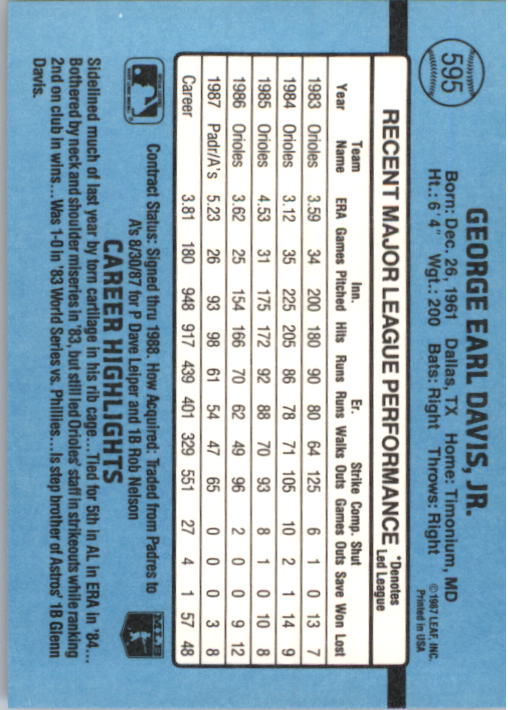 595
GEORGE EARL DAVIS, JR.
Born: Dec. 26, 1961 Dallas, TX Home: Timonium, MD
Ht.: 6' 4" Wgt.: 200 Bats: Right Throws: Right
©1987 LEAF, INC.
Printed in USA
RECENT MAJOR LEAGUE PERFORMANCE
*Denotes
Led League
Team Inn. Er. Strike Comp. Shut
Year Name ERA Games Pitched Hits Runs Runs Walks Outs Games Outs Save Won Lost
1983 Orioles 3.59 34 200 180 90 80 64 125 6 1 0 13 7
1984 Orioles 3.12 35 225 205 86 78 71 105 10 2 1 14 9
1985 Orioles 4.53 31 175 172 92 88 70 93 8 1 0 10 8
1986 Orioles 3.62 25 154 166 70 62 49 96 2 0 0 9 12
1987 Padr/A's 5.23 26 93 98 61 54 47 65 0 0 0 3 8
Career 3.81 180 948 917 439 401 329 551 27 4 1 57 48
Contract Status: Signed thru 1988. How Acquired: Traded from Padres to
A's 8/30/87 for P Dave Leiper and 1B Rob Nelson
MLB
CAREER HIGHLIGHTS
Sidelined much of last year by torn cartilage in his rib cage...Tied for 5th in AL in ERA in '84...
Bothered by neck and shoulder miseries in '83, but still led Orioles' staff in strikeouts while ranking
2nd on club in wins...Was 1-0 in '83 World Series vs. Phillies...Is step brother of Astros' 1B Glenn
Davis.